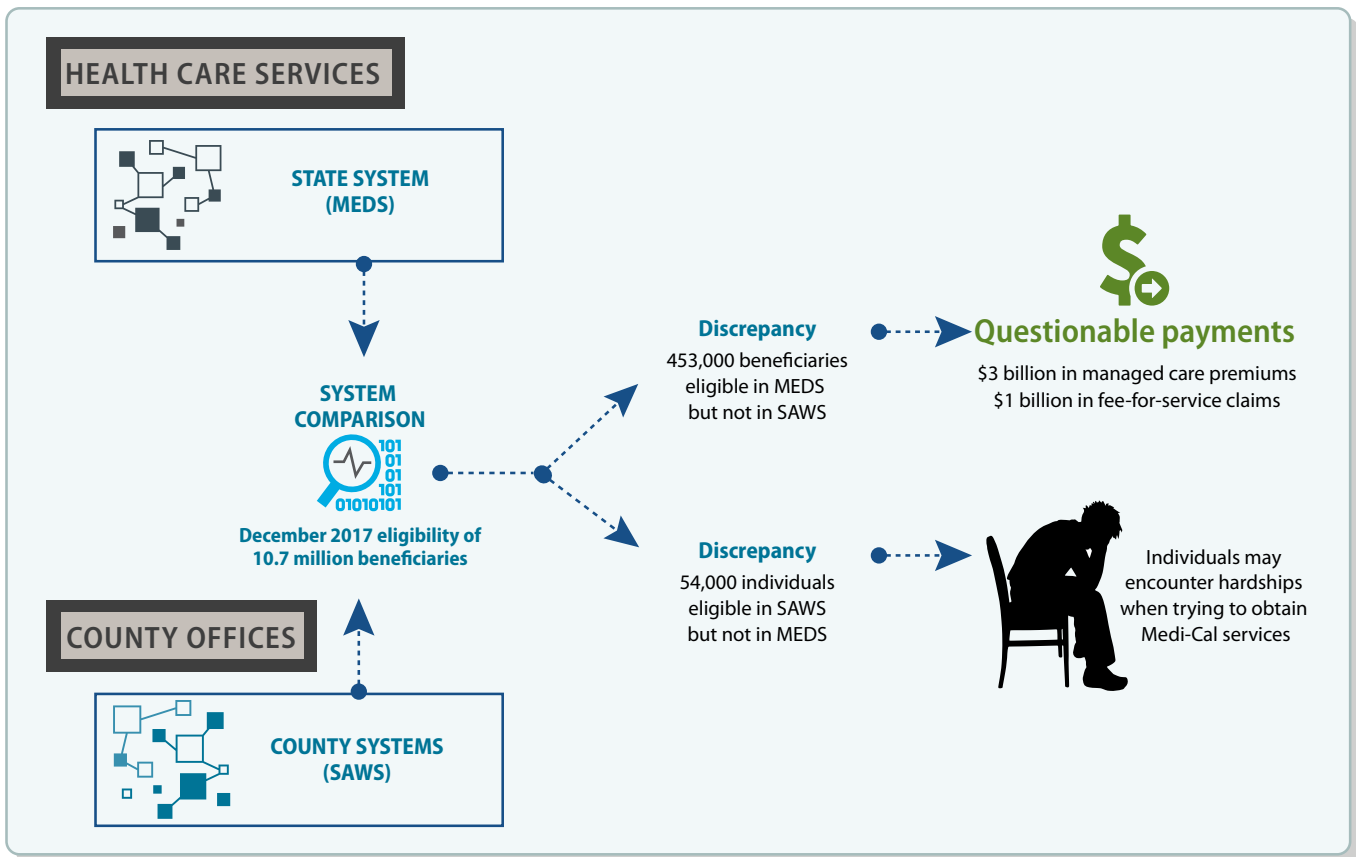 HEALTH CARE SERVICES
STATE SYSTEM
(MEDS)
SYSTEM
COMPARISON
101
01
01
101
01010101
December 2017 eligibility of
10.7 million beneficiaries
COUNTY OFFICES
COUNTY SYSTEMS
(SAWS)
Discrepancy
453,000 beneficiaries
eligible in MEDS
but not in SAWS
$
Questionable payments
$3 billion in managed care premiums
$1 billion in fee-for-service claims
Discrepancy
54,000 individuals
eligible in SAWS
but not in MEDS
Individuals may
encounter hardships
when trying to obtain
Medi-Cal services